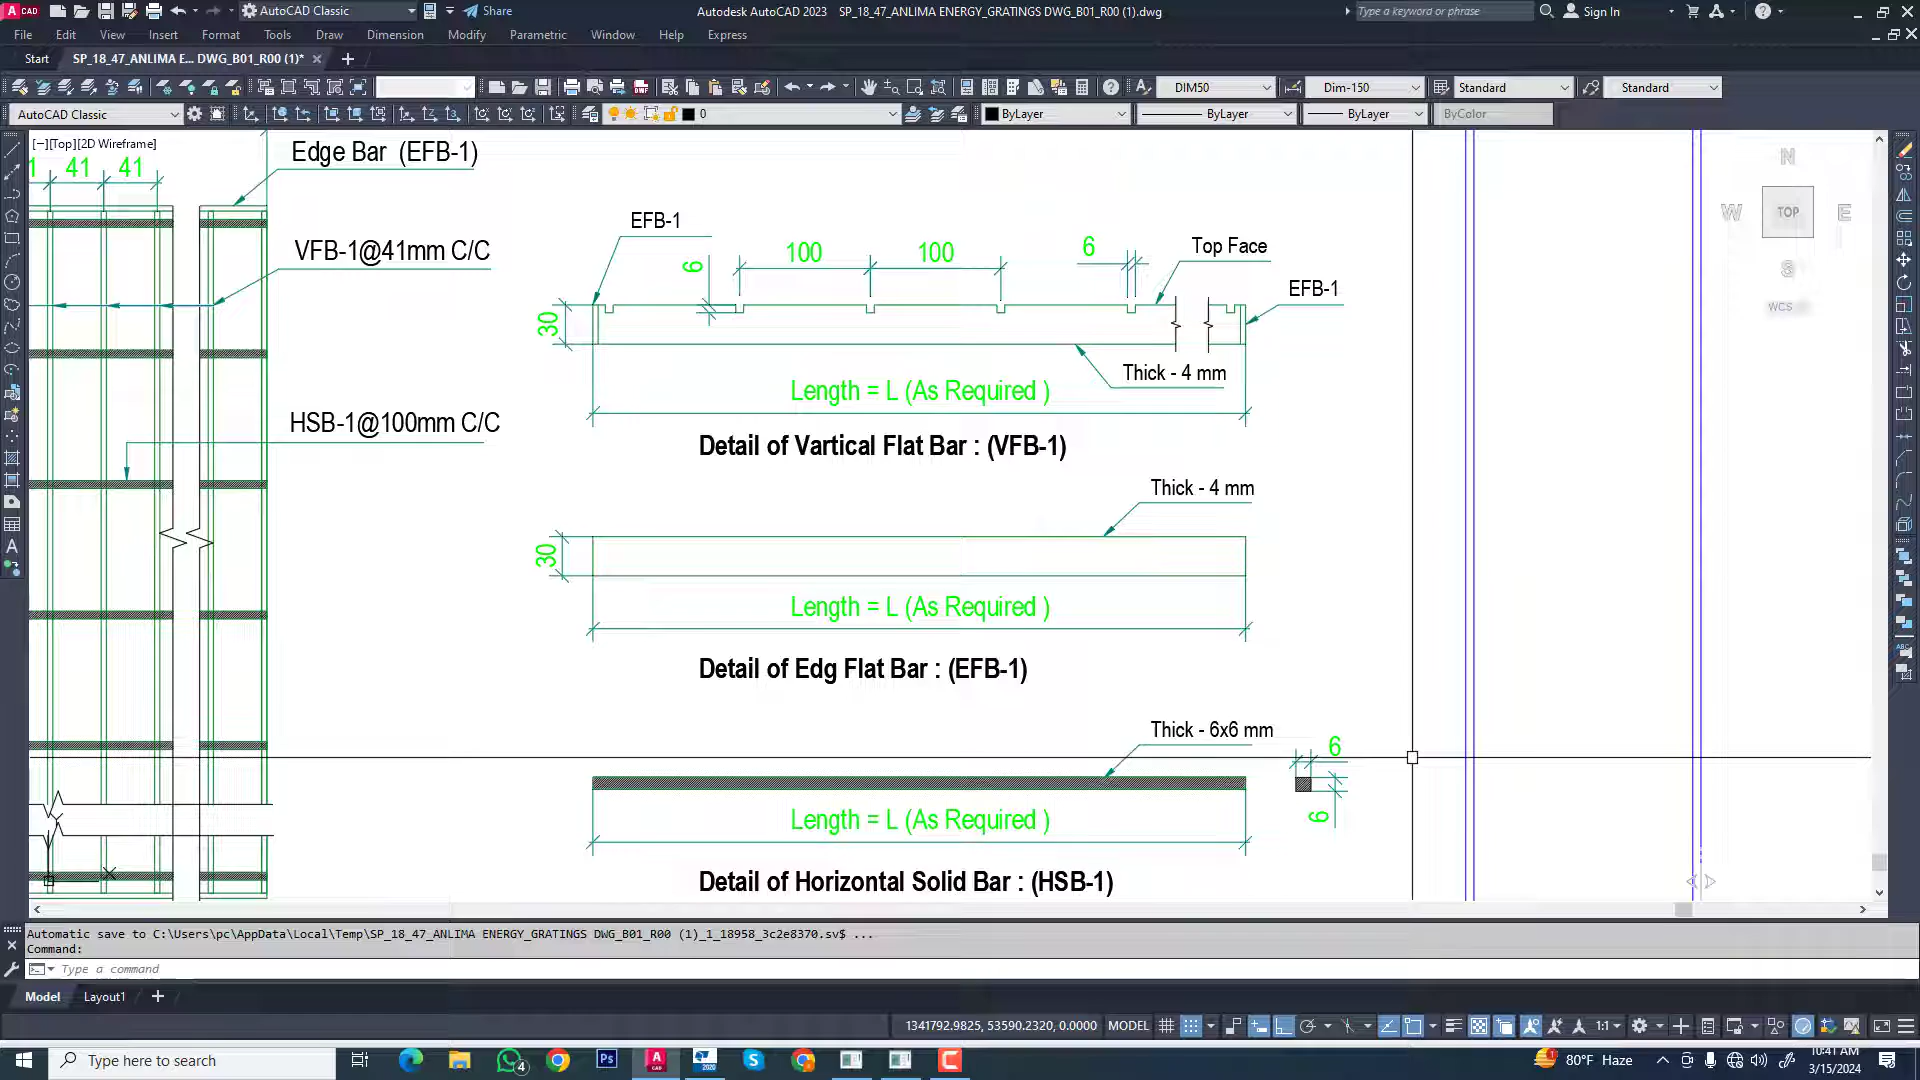 AutoCAD Classic
Share
Autodesk AutoCAD 2023 SP_18_47_ANLIMA ENERGY_GRATINGS DWG_B01_R00 (1).dwg
Type a keyword or phrase
Sign In
File Edit View Insert Format Tools Draw Dimension Modify Parametric Window Help Express
Start
SP_18_47_ANLIMA E... DWG_B01_R00 (1)*
DIM50
Dim-150
Standard
Standard
AutoCAD Classic
0
ByLayer
ByLayer
ByLayer
ByColor
[−][Top][2D Wireframe]
Edge Bar (EFB-1)
1 41 41
VFB-1@41mm C/C
HSB-1@100mm C/C
EFB-1
6
100
100
6
Top Face
EFB-1
30
Thick - 4 mm
Length = L (As Required )
Detail of Vartical Flat Bar : (VFB-1)
Thick - 4 mm
30
Length = L (As Required )
Detail of Edg Flat Bar : (EFB-1)
Thick - 6x6 mm
6
6
Length = L (As Required )
Detail of Horizontal Solid Bar : (HSB-1)
N
W
TOP
E
S
WCS
Y
X
Automatic save to C:\Users\pc\AppData\Local\Temp\SP_18_47_ANLIMA ENERGY_GRATINGS DWG_B01_R00 (1)_1_18958_3c2e8370.sv$ ...
Command:
Type a command
Model
Layout1
1341792.9825, 53590.2320, 0.0000 MODEL
1:1
Type here to search
4
Ps
80°F Haze
10:41 AM
3/15/2024